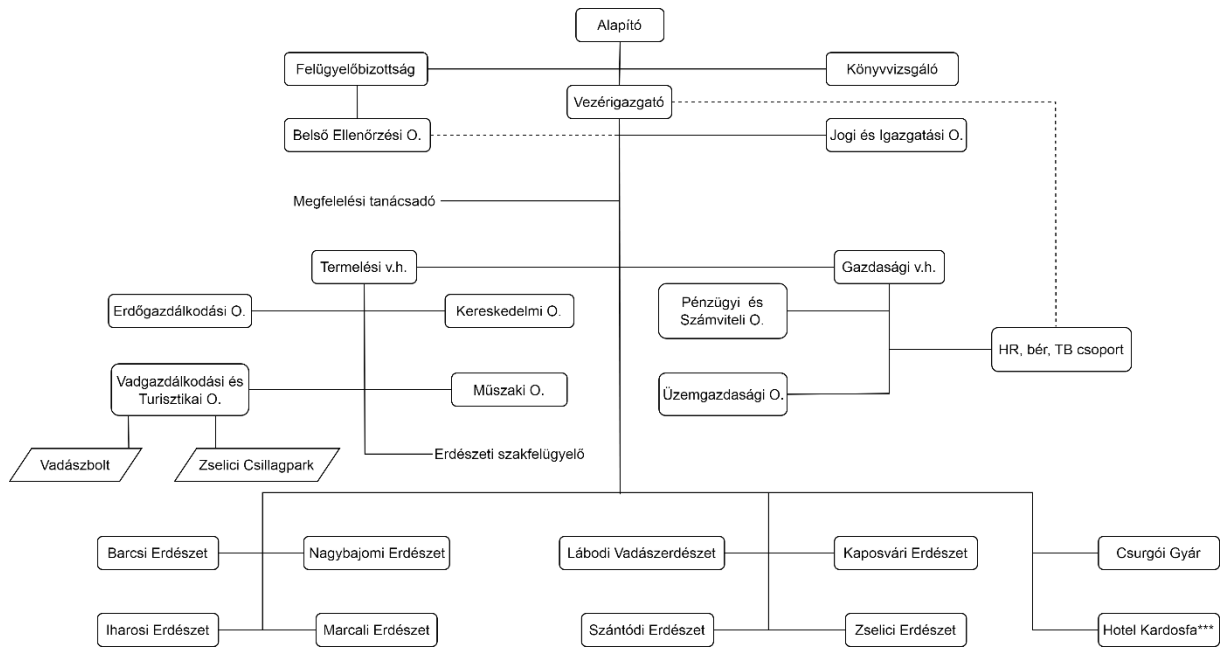 Alapító
Felügyelőbizottság
Könyvvizsgáló
Vezérigazgató
Belső Ellenőrzési O.
Jogi és Igazgatási O.
Megfelelési tanácsadó
Termelési v.h.
Gazdasági v.h.
Erdőgazdálkodási O.
Kereskedelmi O.
Pénzügyi és
Számviteli O.
HR, bér, TB csoport
Vadgazdálkodási és
Turisztikai O.
Műszaki O.
Üzemgazdasági O.
Vadászbolt
Zselici Csillagpark
Erdészeti szakfelügyelő
Barcsi Erdészet
Nagybajomi Erdészet
Lábodi Vadászerdészet
Kaposvári Erdészet
Csurgói Gyár
Iharosi Erdészet
Marcali Erdészet
Szántódi Erdészet
Zselici Erdészet
Hotel Kardosfa***